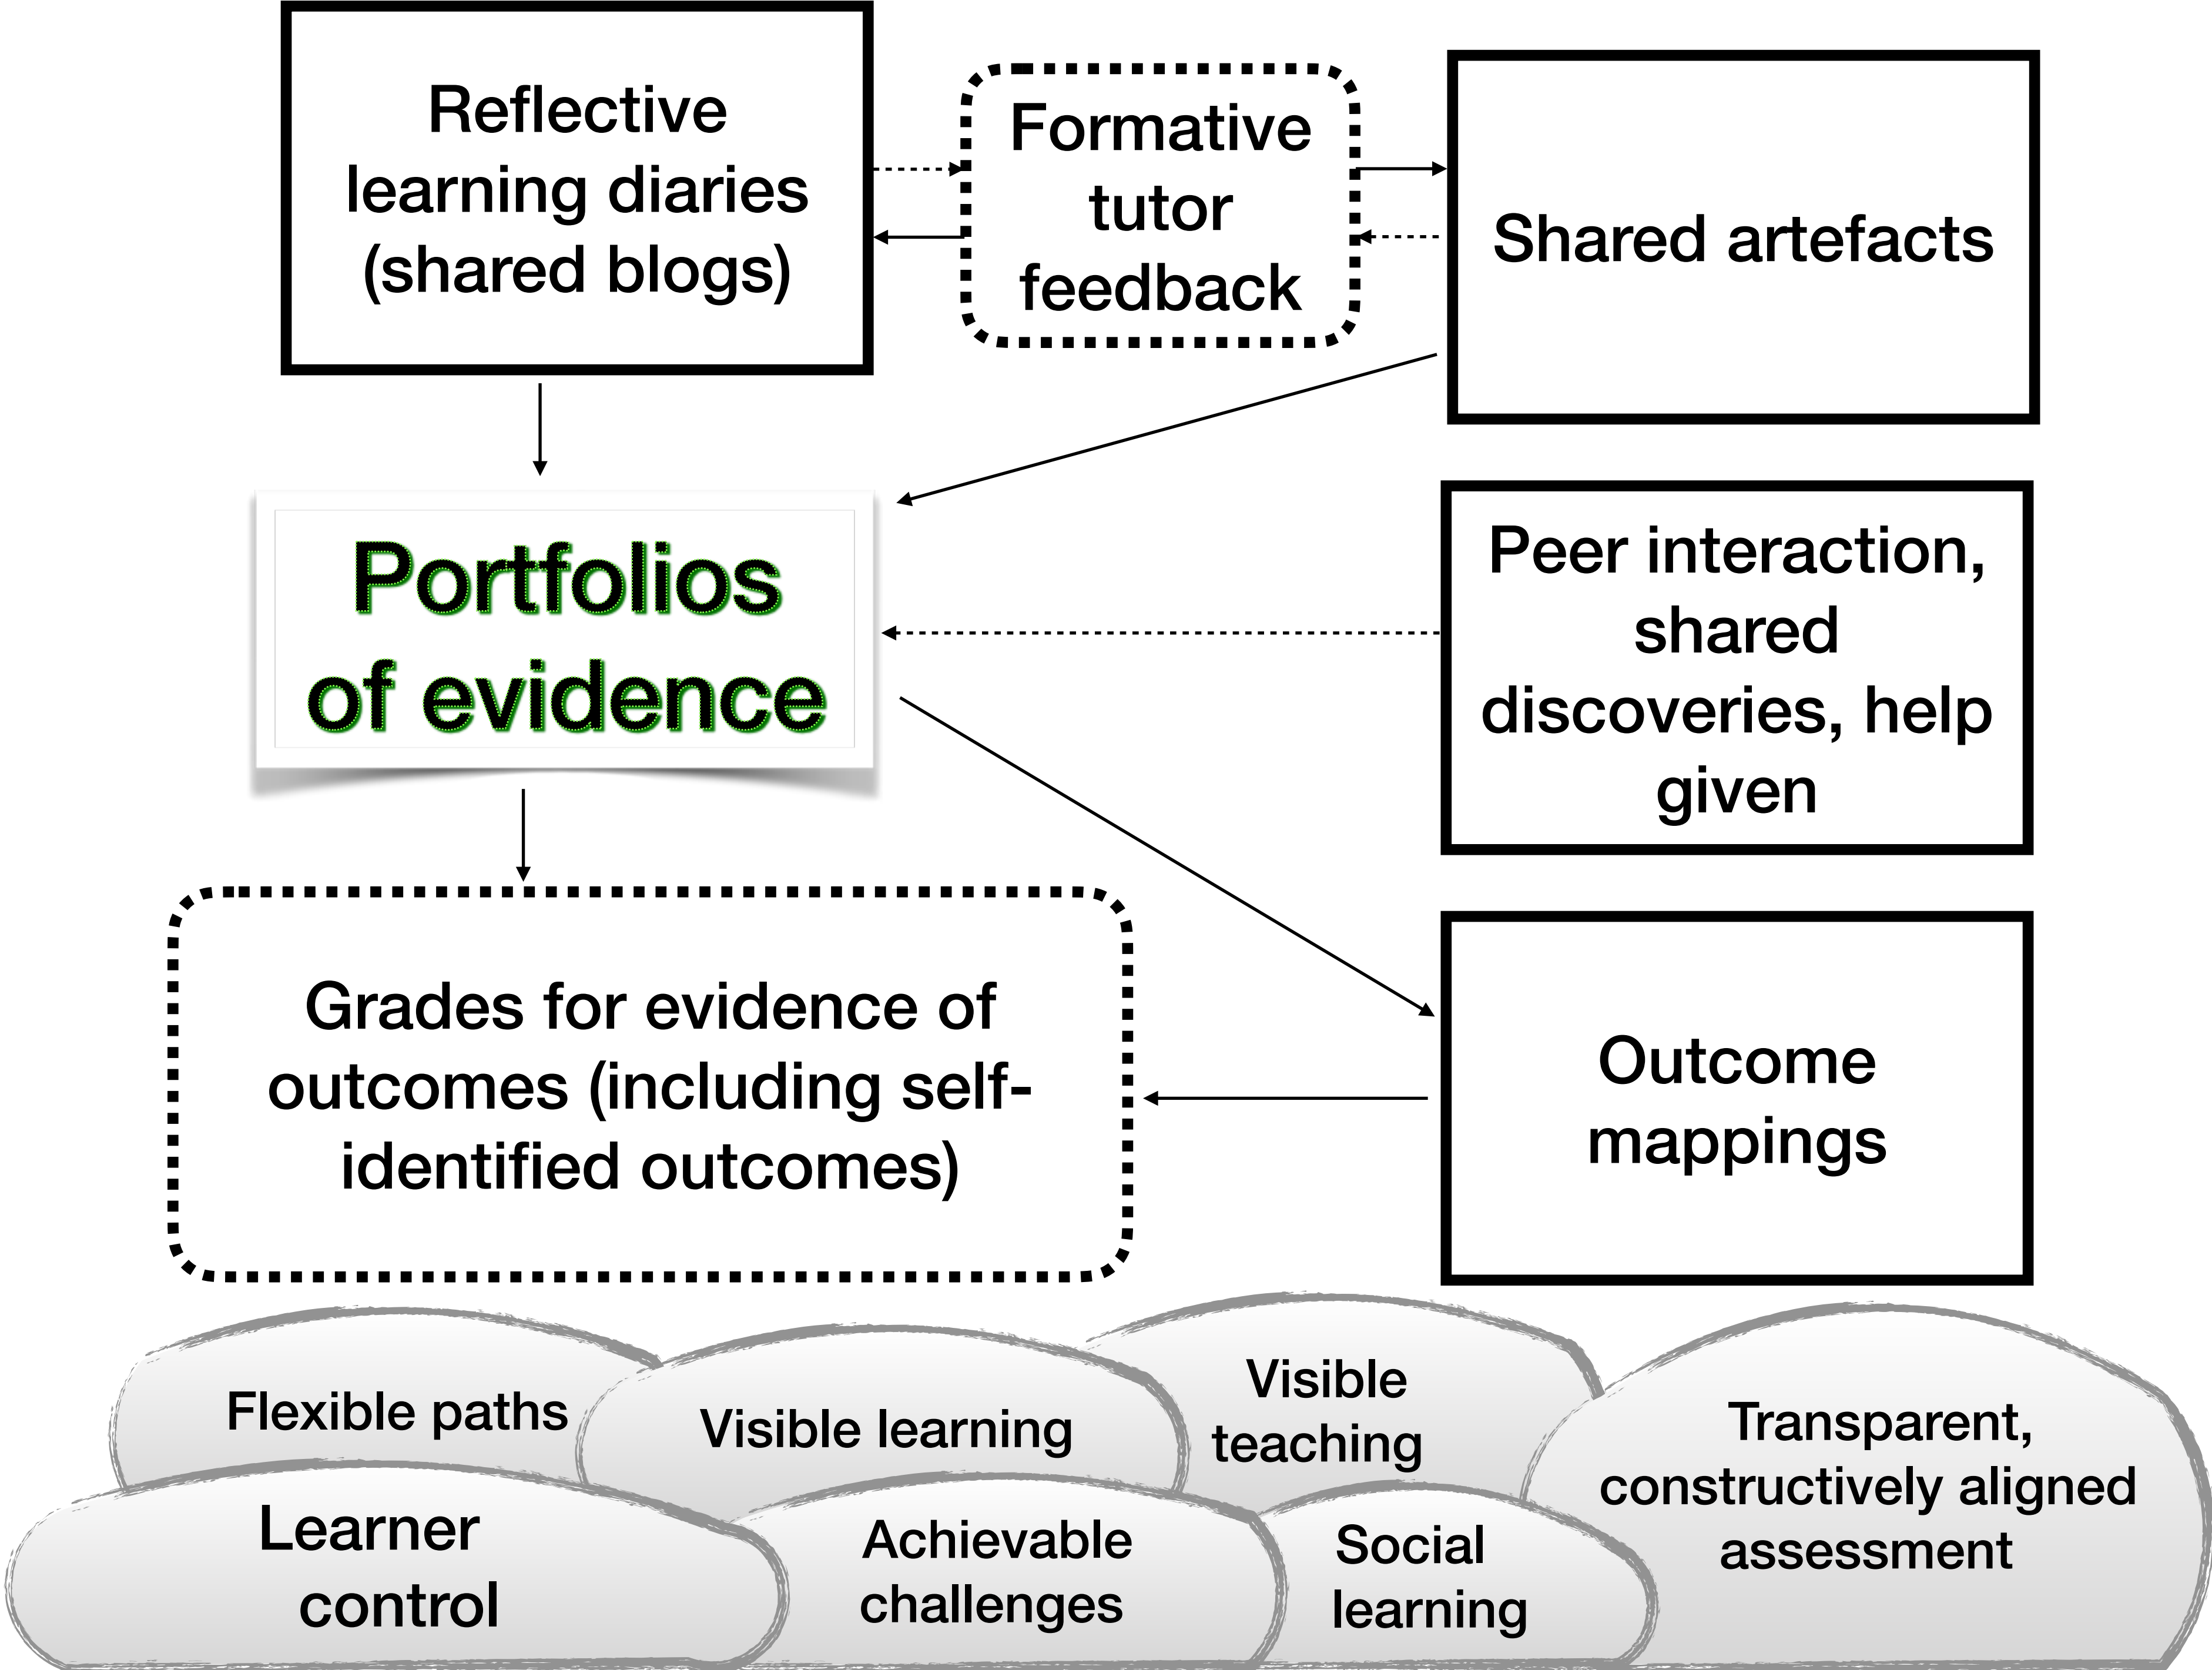 Reflective
learning diaries
(shared blogs)
Formative
tutor
feedback
Shared artefacts
Portfolios
of evidence
Peer interaction,
shared
discoveries, help
given
Grades for evidence of
outcomes (including self-
identified outcomes)
Outcome
mappings
Flexible paths
Visible learning
Visible
teaching
Transparent,
constructively aligned
assessment
Learner
control
Achievable
challenges
Social
learning